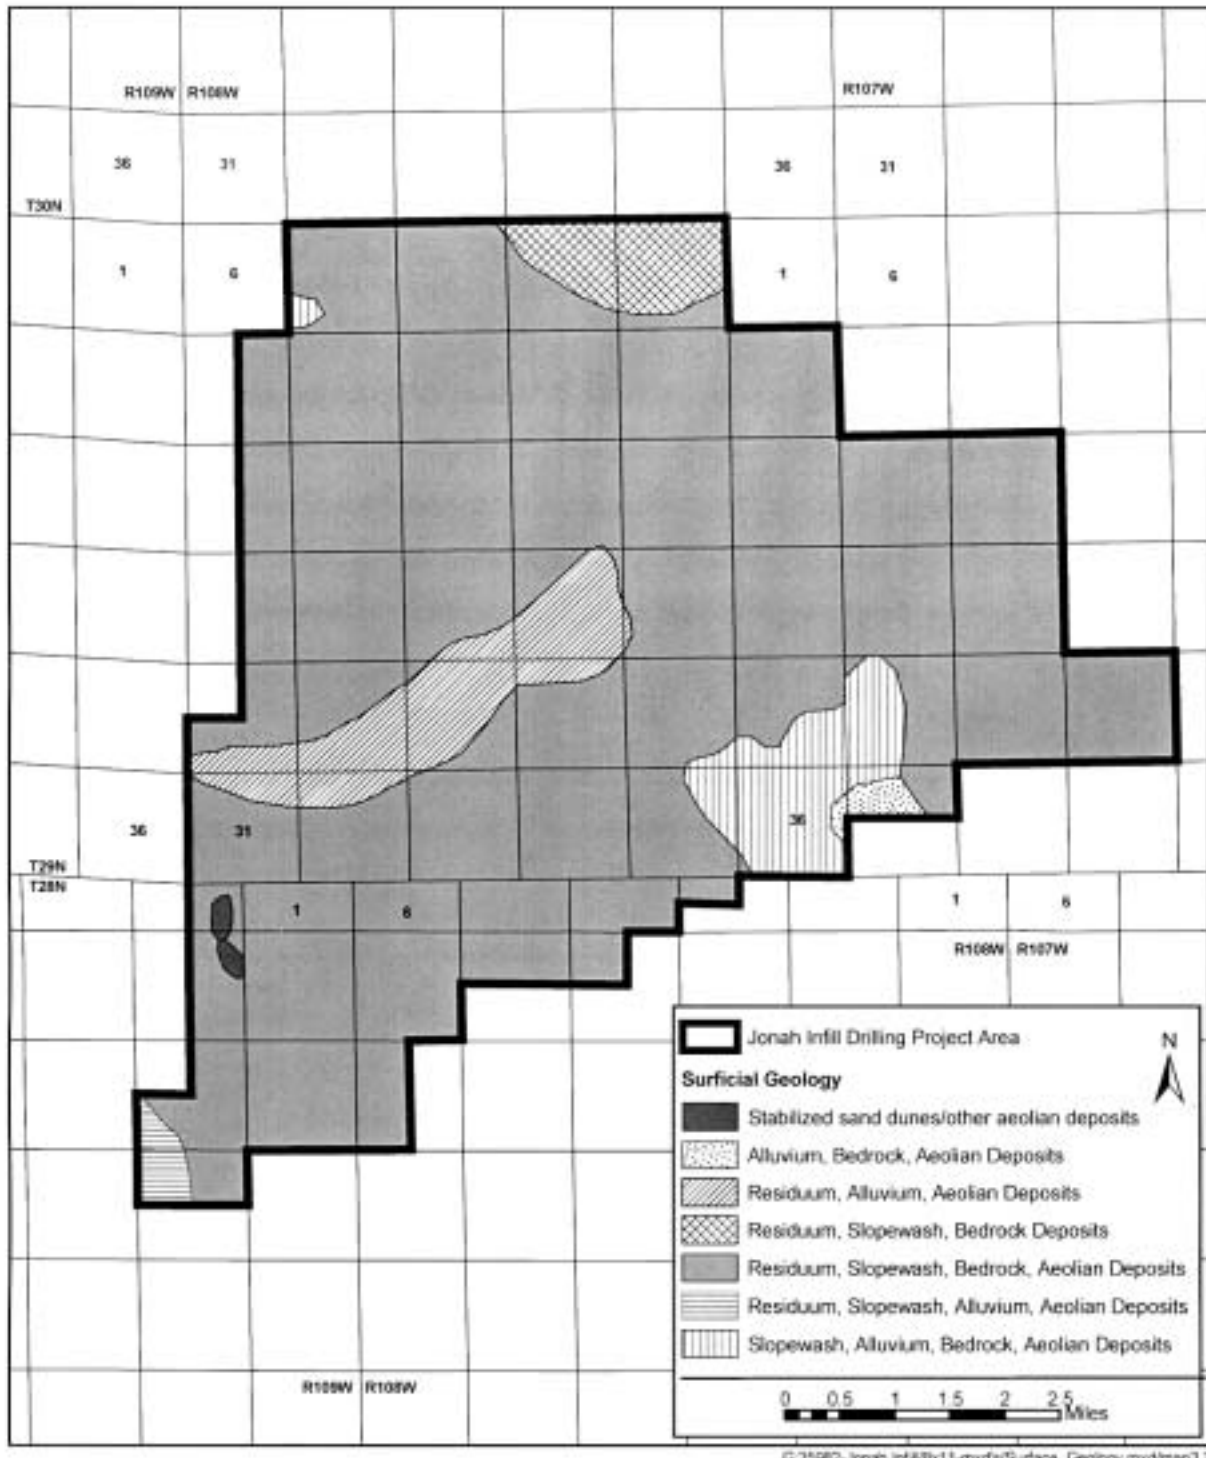 R109W R108W
R107W
36
31
36
31
T30N
1
6
1
6
36
31
36
T29N
T28N
1
6
1
6
R108W R107W
Jonah Infill Drilling Project Area
N
Surficial Geology
Stabilized sand dunes/other aeolian deposits
Alluvium, Bedrock, Aeolian Deposits
Residuum, Alluvium, Aeolian Deposits
Residuum, Slopewash, Bedrock Deposits
Residuum, Slopewash, Bedrock, Aeolian Deposits
Residuum, Slopewash, Alluvium, Aeolian Deposits
Slopewash, Alluvium, Bedrock, Aeolian Deposits
R109W R108W
0 0.5 1 1.5 2 2.5
Miles